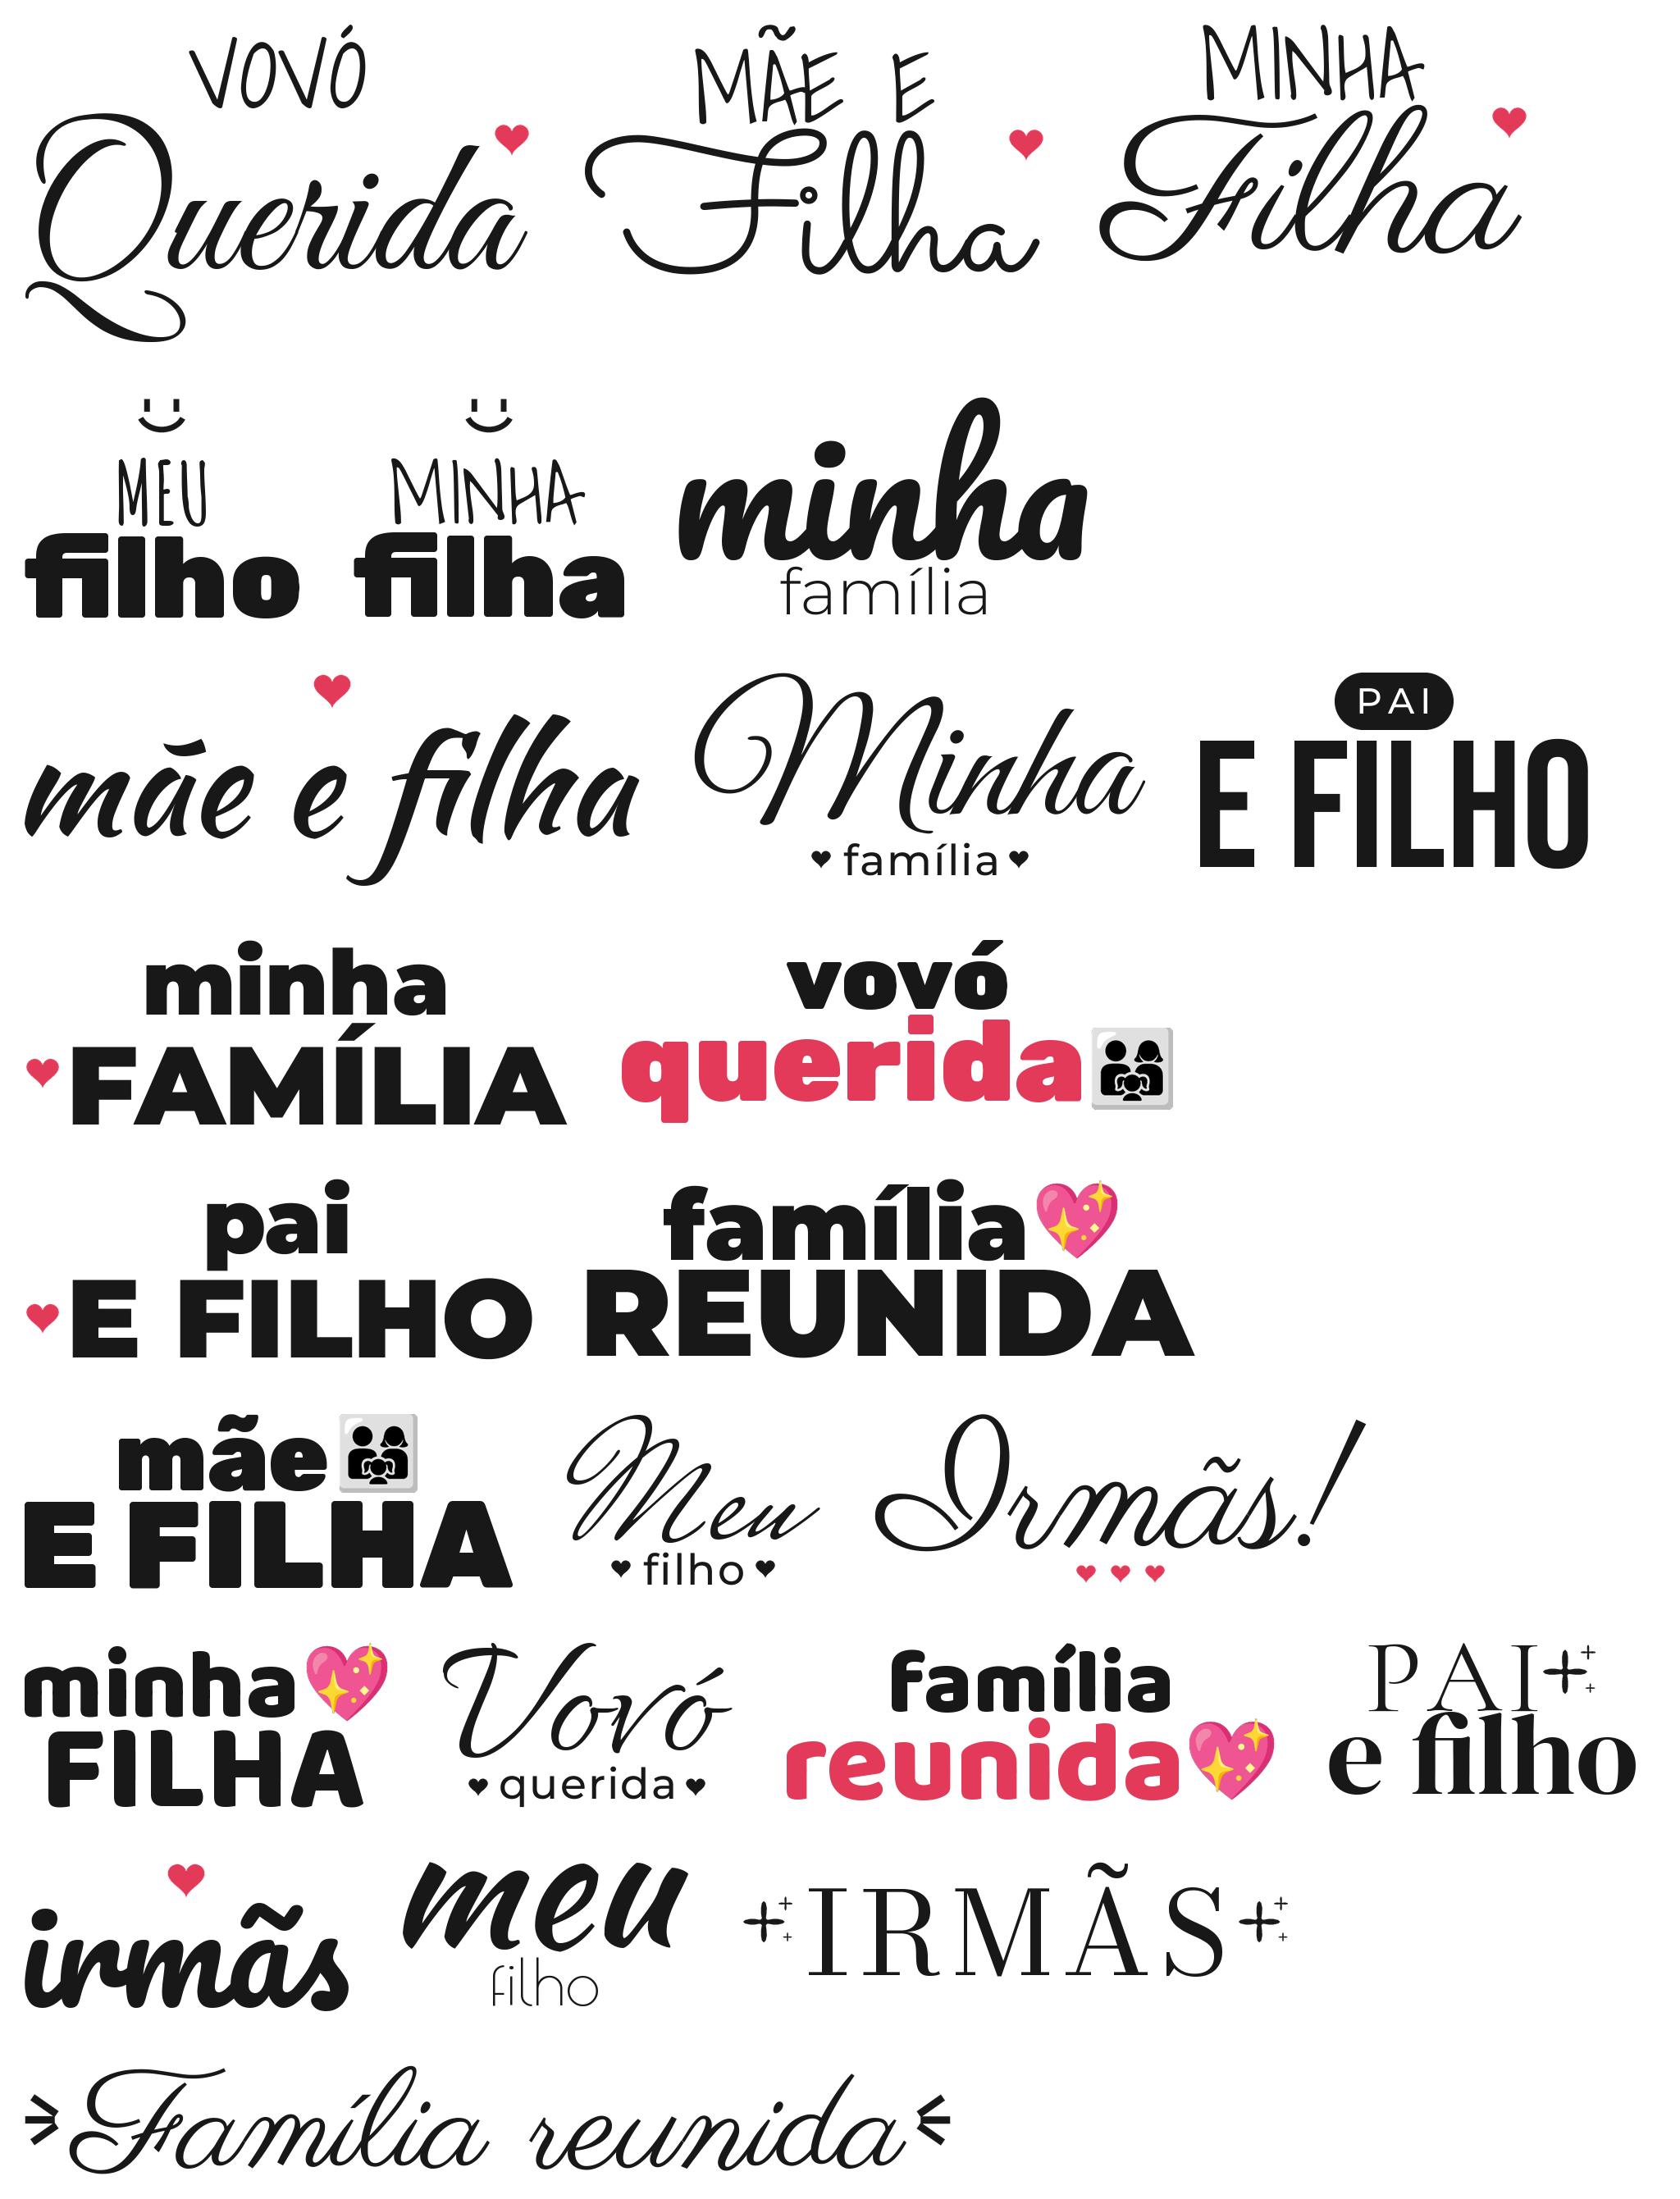 VOVÓ
Querida
MÃE E
Filha
MINHA
Filha
MEU
filho
MINHA
filha
minha
família
mãe e filha
Minha
família
PAI
E FILHO
minha
FAMÍLIA
vovó
querida
pai
E FILHO
família
REUNIDA
mãe
E FILHA
Meu
filho
Irmãs!
minha
FILHA
Vovó
querida
família
reunida
PAI
e filho
irmãs
meu
filho
IRMÃS
Família reunida